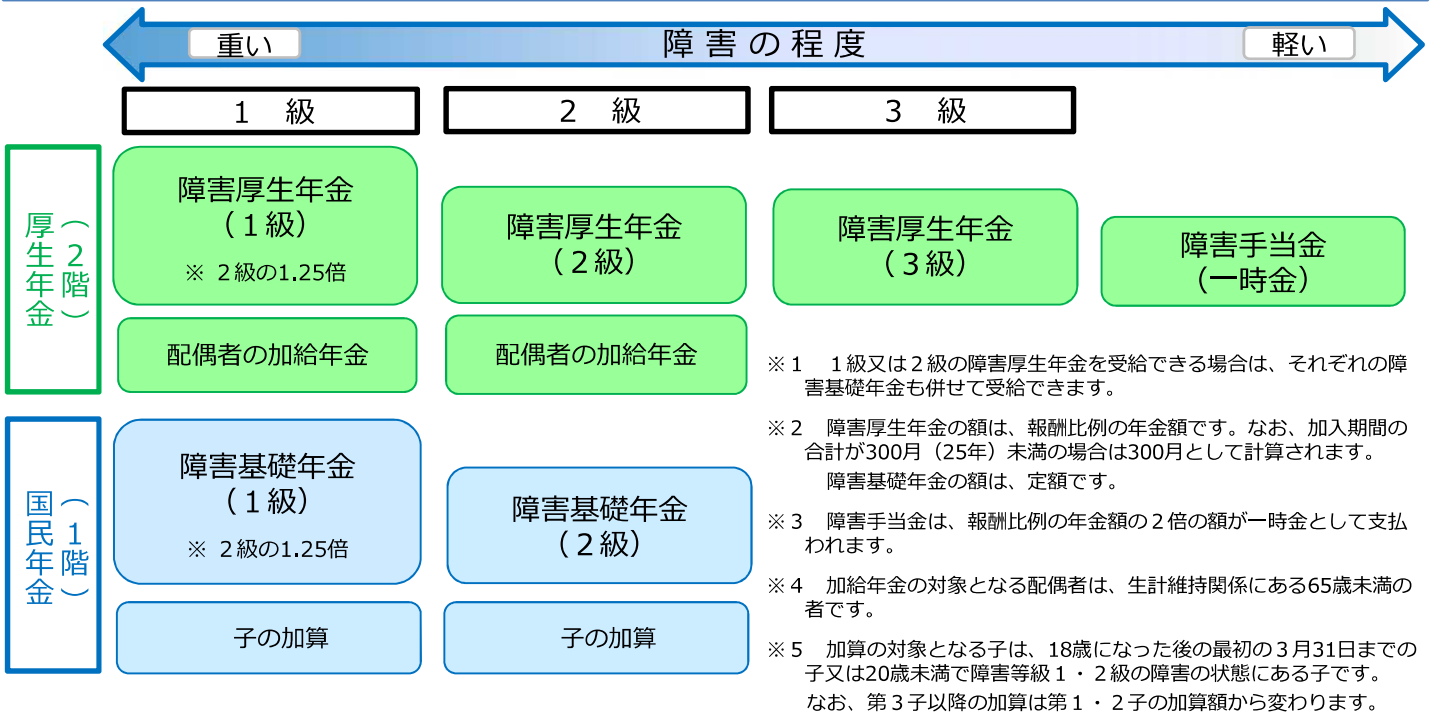 重い
障害の程度
軽い
１　級
２　級
３　級
厚生年金
（２階）
障害厚生年金
（１級）
※ ２級の1.25倍
障害厚生年金
（２級）
障害厚生年金
（３級）
障害手当金
（一時金）
配偶者の加給年金
配偶者の加給年金
国民年金
（１階）
障害基礎年金
（１級）
※ ２級の1.25倍
障害基礎年金
（２級）
子の加算
子の加算
※１　１級又は２級の障害厚生年金を受給できる場合は、それぞれの障
害基礎年金も併せて受給できます。
※２　障害厚生年金の額は、報酬比例の年金額です。なお、加入期間の
合計が300月（25年）未満の場合は300月として計算されます。
障害基礎年金の額は、定額です。
※３　障害手当金は、報酬比例の年金額の２倍の額が一時金として支払
われます。
※４　加給年金の対象となる配偶者は、生計維持関係にある65歳未満の
者です。
※５　加算の対象となる子は、18歳になった後の最初の３月31日までの
子又は20歳未満で障害等級１・２級の障害の状態にある子です。
なお、第３子以降の加算は第１・２子の加算額から変わります。